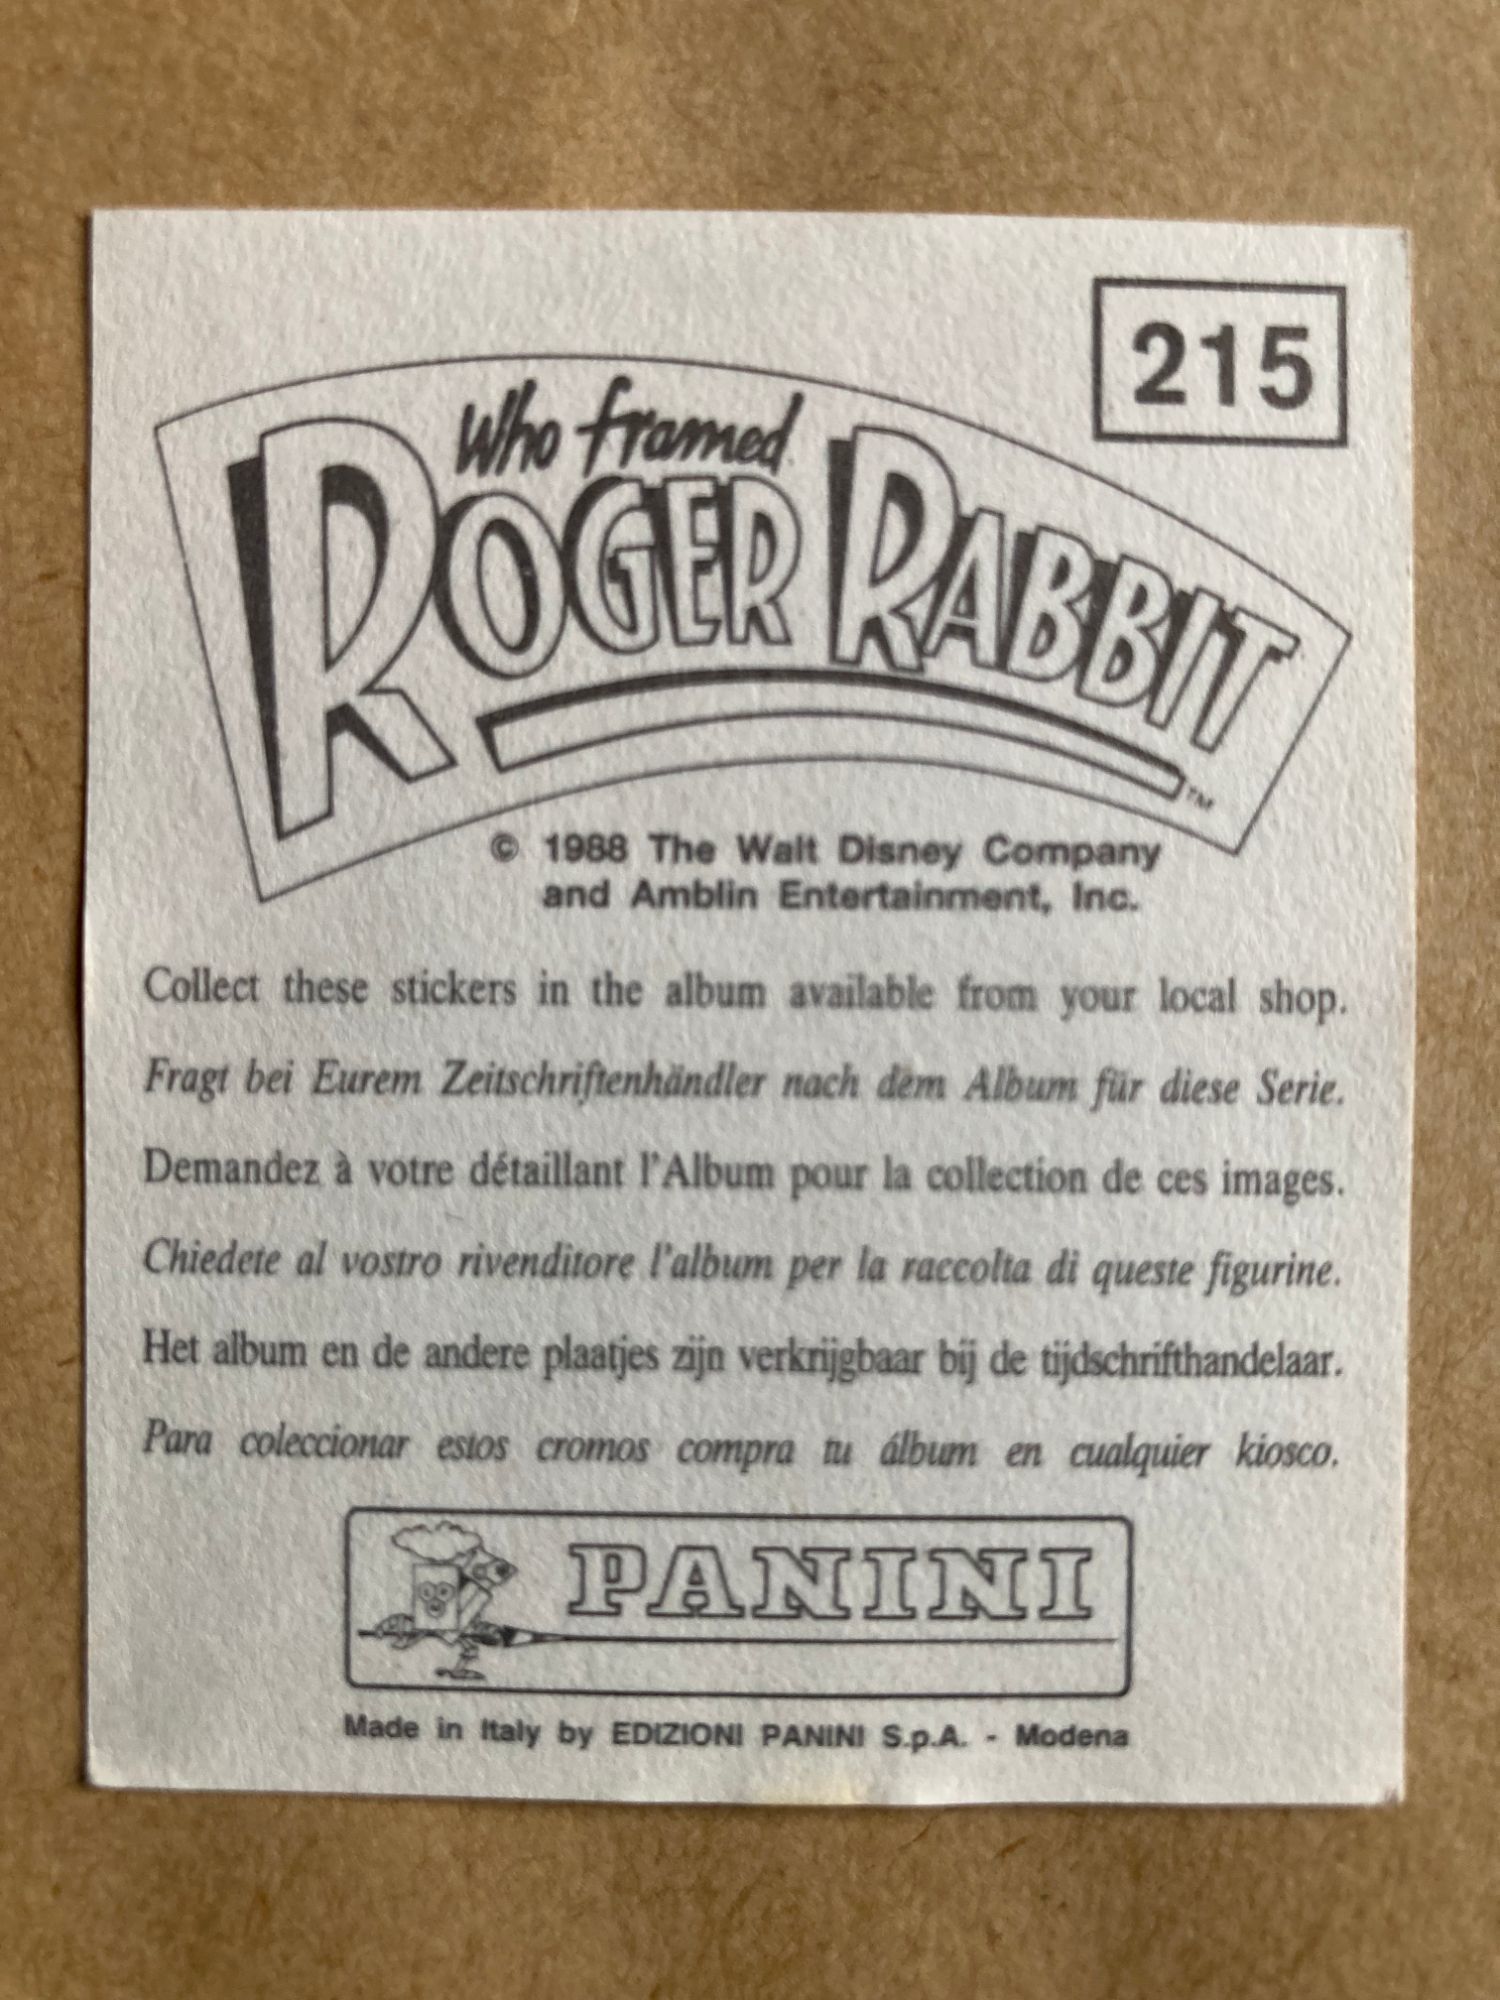 215
Who framed
ROGER RABBIT
TM
© 1988 The Walt Disney Company
and Amblin Entertainment, Inc.
Collect these stickers in the album available from your local shop.
Fragt bei Eurem Zeitschriftenhändler nach dem Album für diese Serie.
Demandez à votre détaillant l'Album pour la collection de ces images.
Chiedete al vostro rivenditore l'album per la raccolta di queste figurine.
Het album en de andere plaatjes zijn verkrijgbaar bij de tijdschrifthandelaar.
Para coleccionar estos cromos compra tu álbum en cualquier kiosco.
PANINI
Made in Italy by EDIZIONI PANINI S.p.A. - Modena